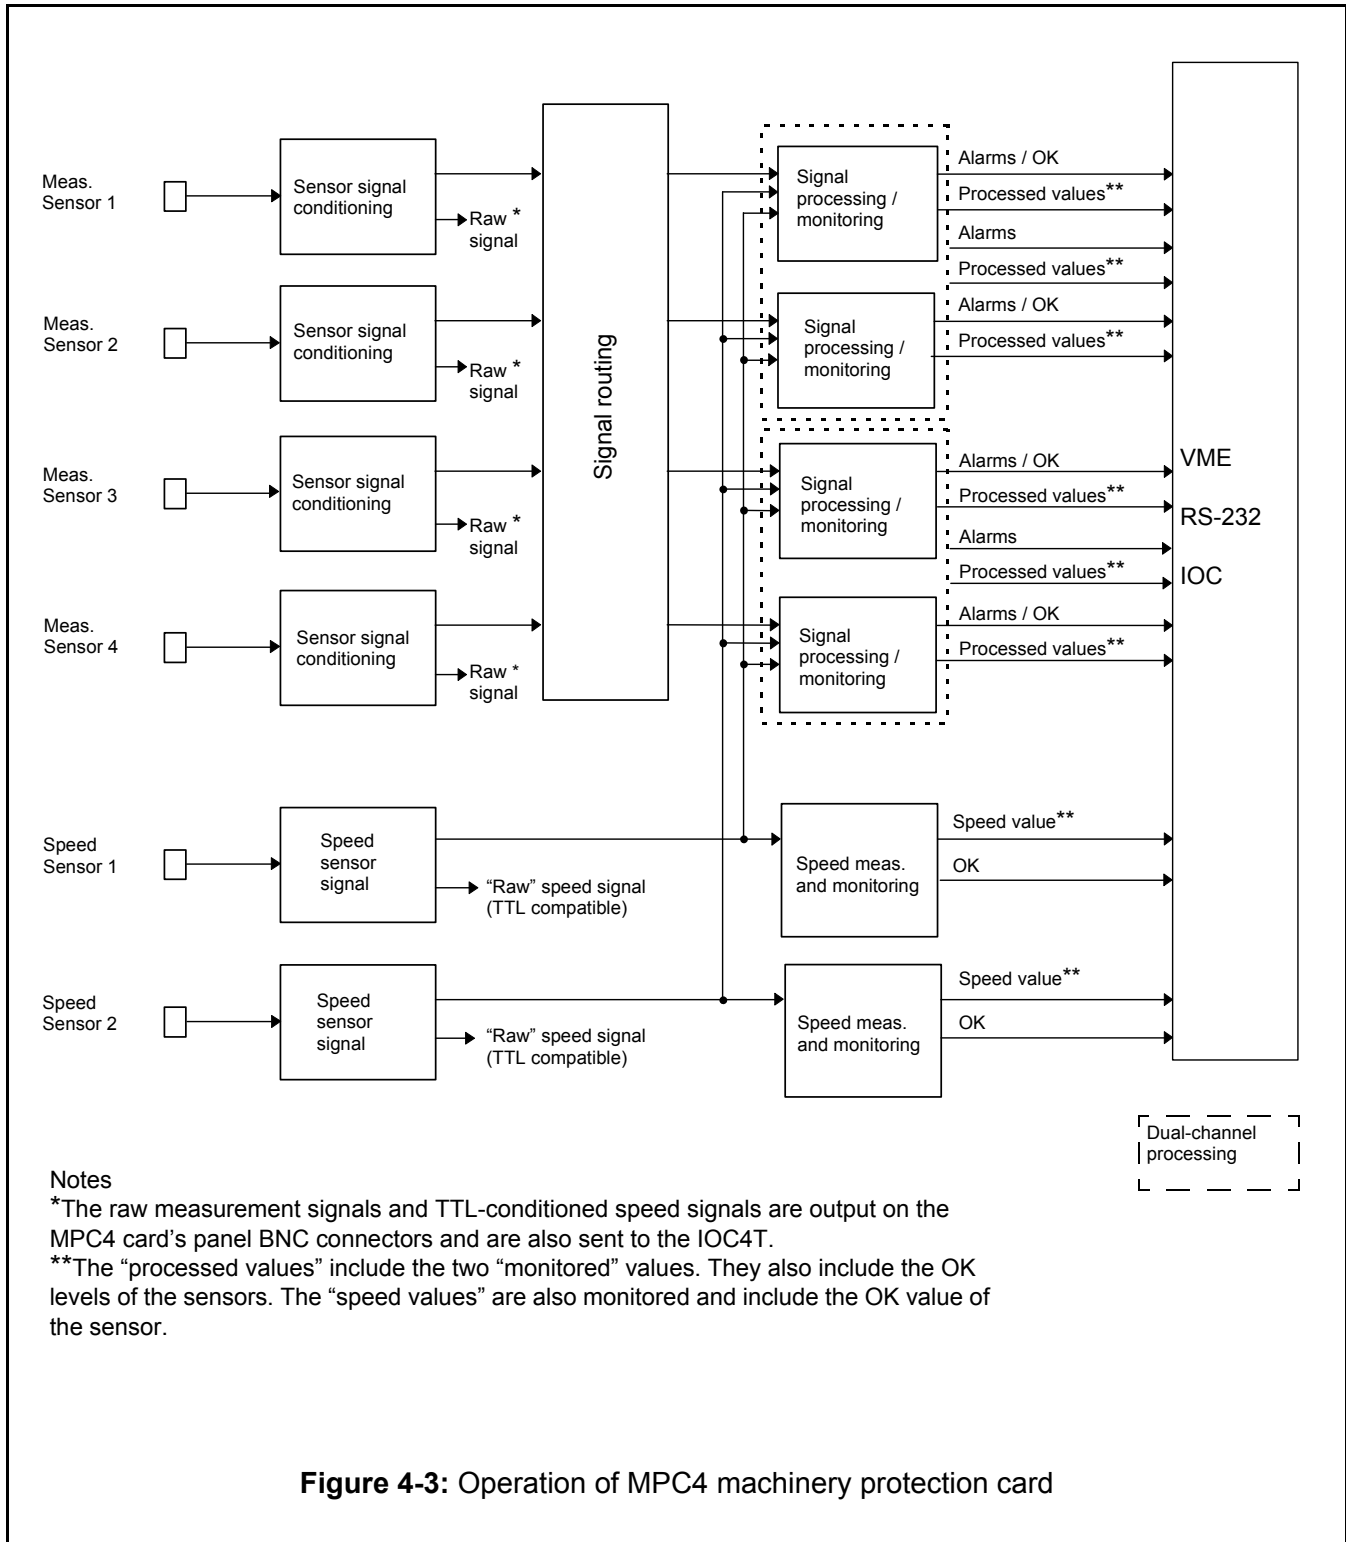 Meas.
Sensor 1
Sensor signal
conditioning
Raw *
signal
Meas.
Sensor 2
Sensor signal
conditioning
Raw *
signal
Meas.
Sensor 3
Sensor signal
conditioning
Raw *
signal
Meas.
Sensor 4
Sensor signal
conditioning
Raw *
signal
Signal routing
Signal
processing /
monitoring
Signal
processing /
monitoring
Signal
processing /
monitoring
Signal
processing /
monitoring
Alarms / OK
Processed values**
Alarms
Processed values**
Alarms / OK
Processed values**
Alarms / OK
Processed values**
Alarms
Processed values**
Alarms / OK
Processed values**
VME
RS-232
IOC
Speed
Sensor 1
Speed
sensor
signal
“Raw” speed signal
(TTL compatible)
Speed meas.
and monitoring
Speed value**
OK
Speed
Sensor 2
Speed
sensor
signal
“Raw” speed signal
(TTL compatible)
Speed meas.
and monitoring
Speed value**
OK
Dual-channel
processing
Notes
*The raw measurement signals and TTL-conditioned speed signals are output on the
MPC4 card’s panel BNC connectors and are also sent to the IOC4T.
**The “processed values” include the two “monitored” values. They also include the OK
levels of the sensors. The “speed values” are also monitored and include the OK value of
the sensor.
Figure 4-3: Operation of MPC4 machinery protection card